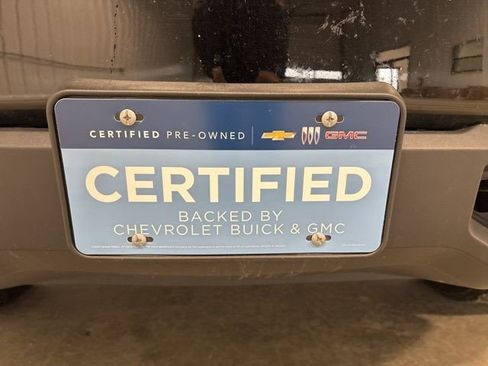 CERTIFIED PRE-OWNED GMC
CERTIFIED
BACKED BY
CHEVROLET BUICK & GMC